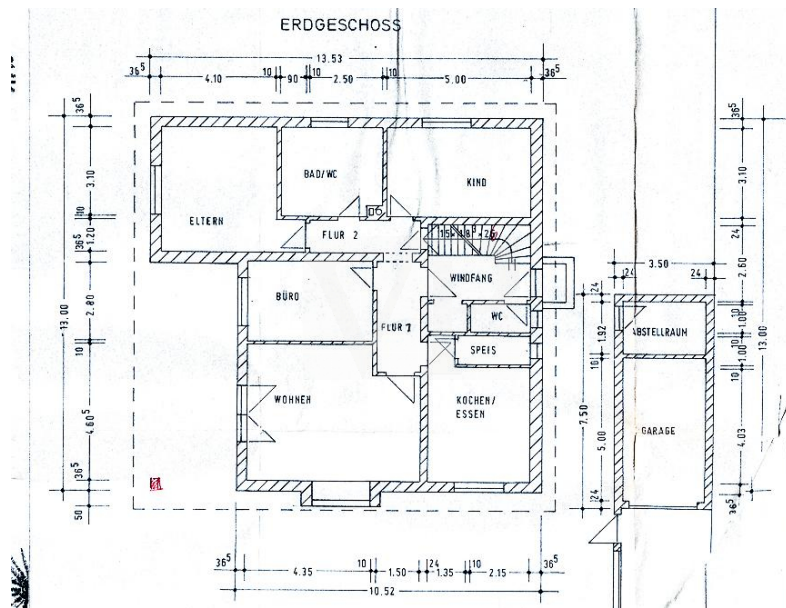 ERDGESCHOSS
13.53
36⁵ 4.10 10 90 10 2.50 10 5.00 36⁵
36⁵ 3.10 10 1.20 36⁵ 2.80 10 4.60⁵ 36⁵ 50
13.00
BAD/WC
KIND
ELTERN
FLUR 2
WINDFANG
BÜRO
WC
FLUR 1
SPEIS
WOHNEN
KOCHEN/
ESSEN
3.50
24 24
ABSTELLRAUM
GARAGE
24 1.92 10 5.00 24
7.50
36⁵ 3.10 24 2.60 10 1.00 10 1.00 10 4.03 36⁵
13.00
36⁵ 4.35 10 1.50 24 1.35 10 2.15 36⁵
10.52